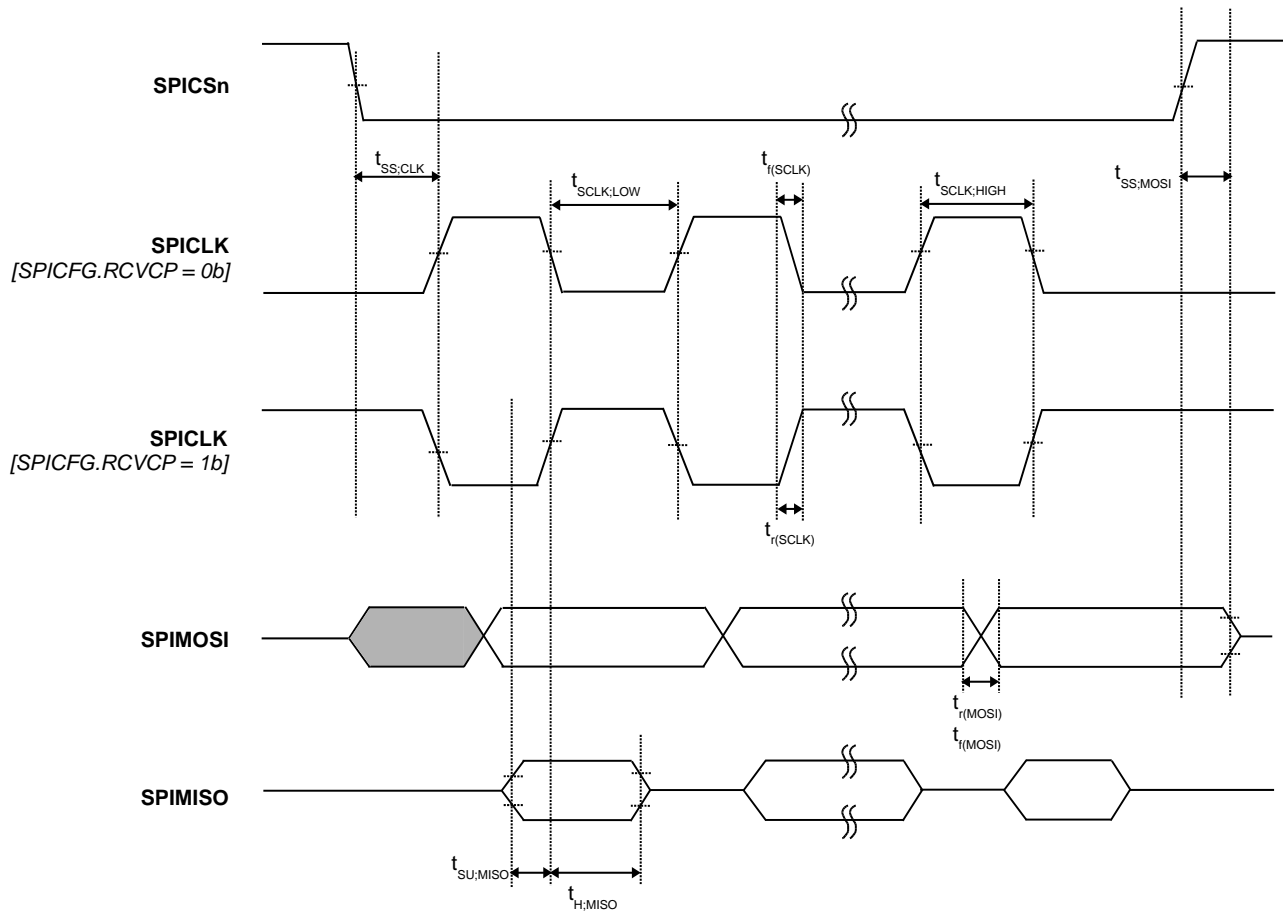 SPICSn
tSS;CLK
tSCLK;LOW
tf(SCLK)
tSCLK;HIGH
tSS;MOSI
SPICLK
[SPICFG.RCVCP = 0b]
SPICLK
[SPICFG.RCVCP = 1b]
tr(SCLK)
SPIMOSI
tr(MOSI)
tf(MOSI)
SPIMISO
tSU;MISO
tH;MISO